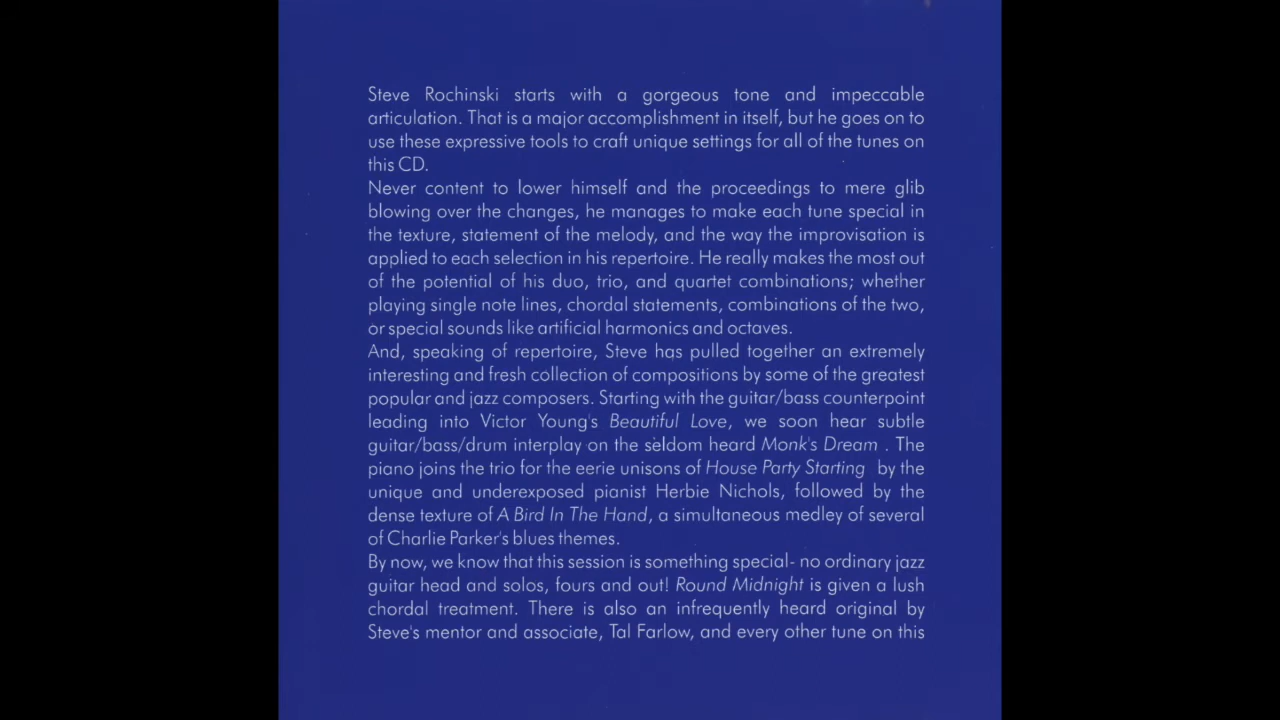 Steve Rochinski starts with a gorgeous tone and impeccable
articulation. That is a major accomplishment in itself, but he goes on to
use these expressive tools to craft unique settings for all of the tunes on
this CD.
Never content to lower himself and the proceedings to mere glib
blowing over the changes, he manages to make each tune special in
the texture, statement of the melody, and the way the improvisation is
applied to each selection in his repertoire. He really makes the most out
of the potential of his duo, trio, and quartet combinations; whether
playing single note lines, chordal statements, combinations of the two,
or special sounds like artificial harmonics and octaves.
And, speaking of repertoire, Steve has pulled together an extremely
interesting and fresh collection of compositions by some of the greatest
popular and jazz composers. Starting with the guitar/bass counterpoint
leading into Victor Young's Beautiful Love, we soon hear subtle
guitar/bass/drum interplay on the seldom heard Monk's Dream . The
piano joins the trio for the eerie unisons of House Party Starting by the
unique and underexposed pianist Herbie Nichols, followed by the
dense texture of A Bird In The Hand, a simultaneous medley of several
of Charlie Parker's blues themes.
By now, we know that this session is something special- no ordinary jazz
guitar head and solos, fours and out! Round Midnight is given a lush
chordal treatment. There is also an infrequently heard original by
Steve's mentor and associate, Tal Farlow, and every other tune on this